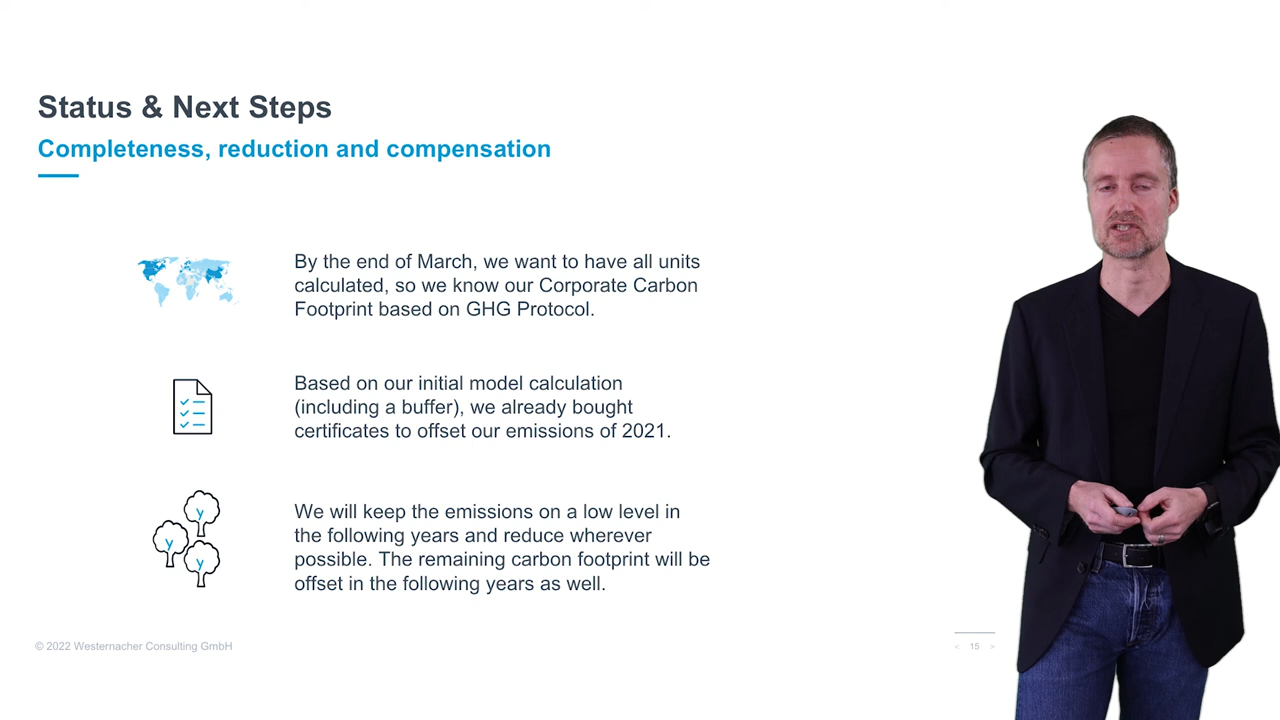 Status & Next Steps
Completeness, reduction and compensation
By the end of March, we want to have all units
calculated, so we know our Corporate Carbon
Footprint based on GHG Protocol.
Based on our initial model calculation
(including a buffer), we already bought
certificates to offset our emissions of 2021.
y
y
y
We will keep the emissions on a low level in
the following years and reduce wherever
possible. The remaining carbon footprint will be
offset in the following years as well.
© 2022 Westernacher Consulting GmbH
< 15 >